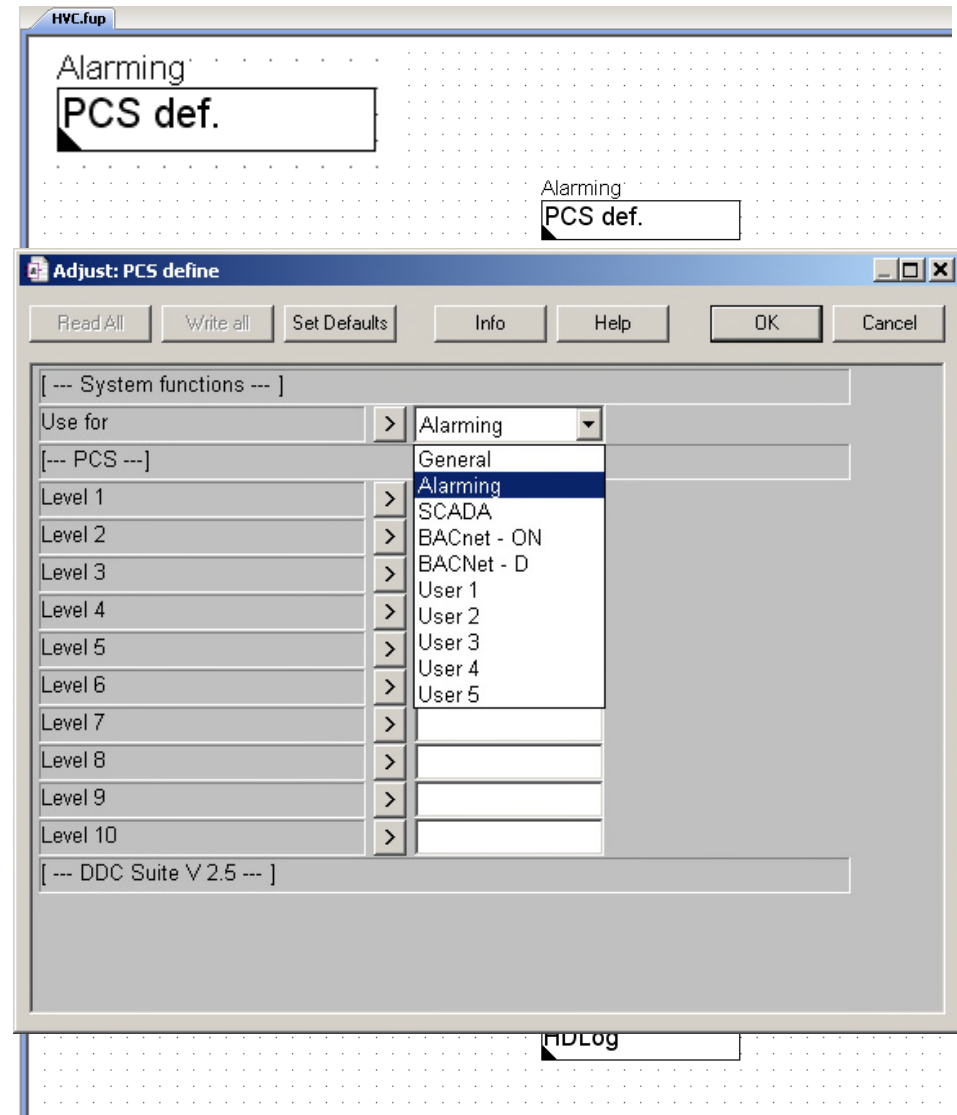 HVC.fup
Alarming
PCS def.
Alarming
PCS def.
Adjust: PCS define
Read All Write all Set Defaults Info Help OK Cancel
[ --- System functions --- ]
Use for > Alarming
[--- PCS ---]
General
Alarming
SCADA
BACnet - ON
BACNet - D
User 1
User 2
User 3
User 4
User 5
Level 1 >
Level 2 >
Level 3 >
Level 4 >
Level 5 >
Level 6 >
Level 7 >
Level 8 >
Level 9 >
Level 10 >
[ --- DDC Suite V 2.5 --- ]
HDLog